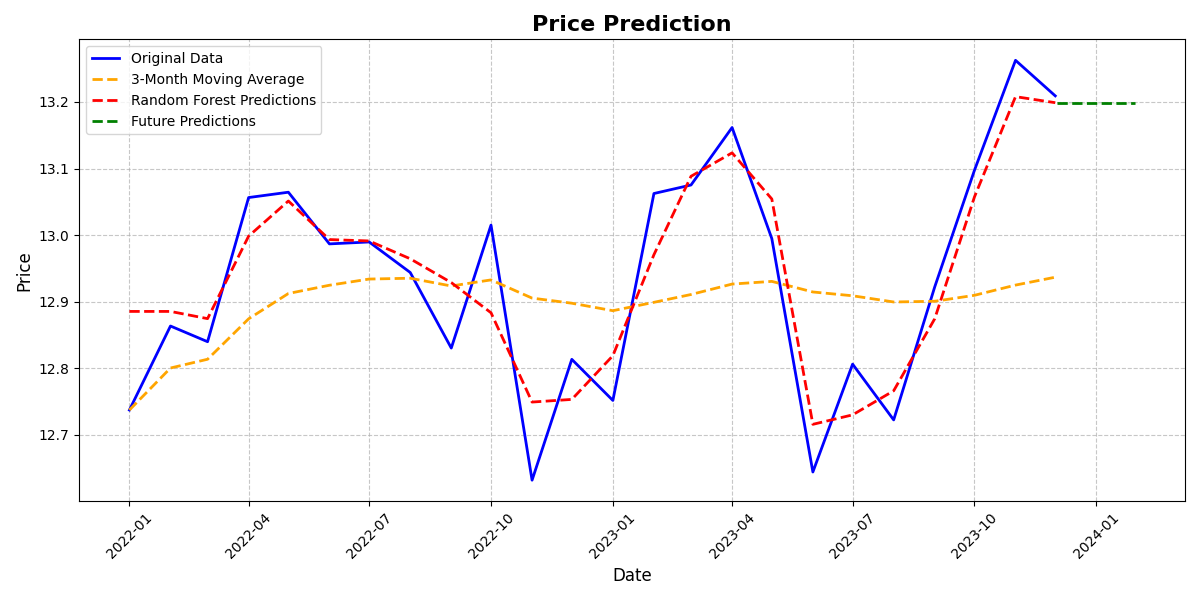 Price Prediction
Original Data
3-Month Moving Average
Random Forest Predictions
Future Predictions
Price
13.2
13.1
13.0
12.9
12.8
12.7
2022-01
2022-04
2022-07
2022-10
2023-01
2023-04
2023-07
2023-10
2024-01
Date